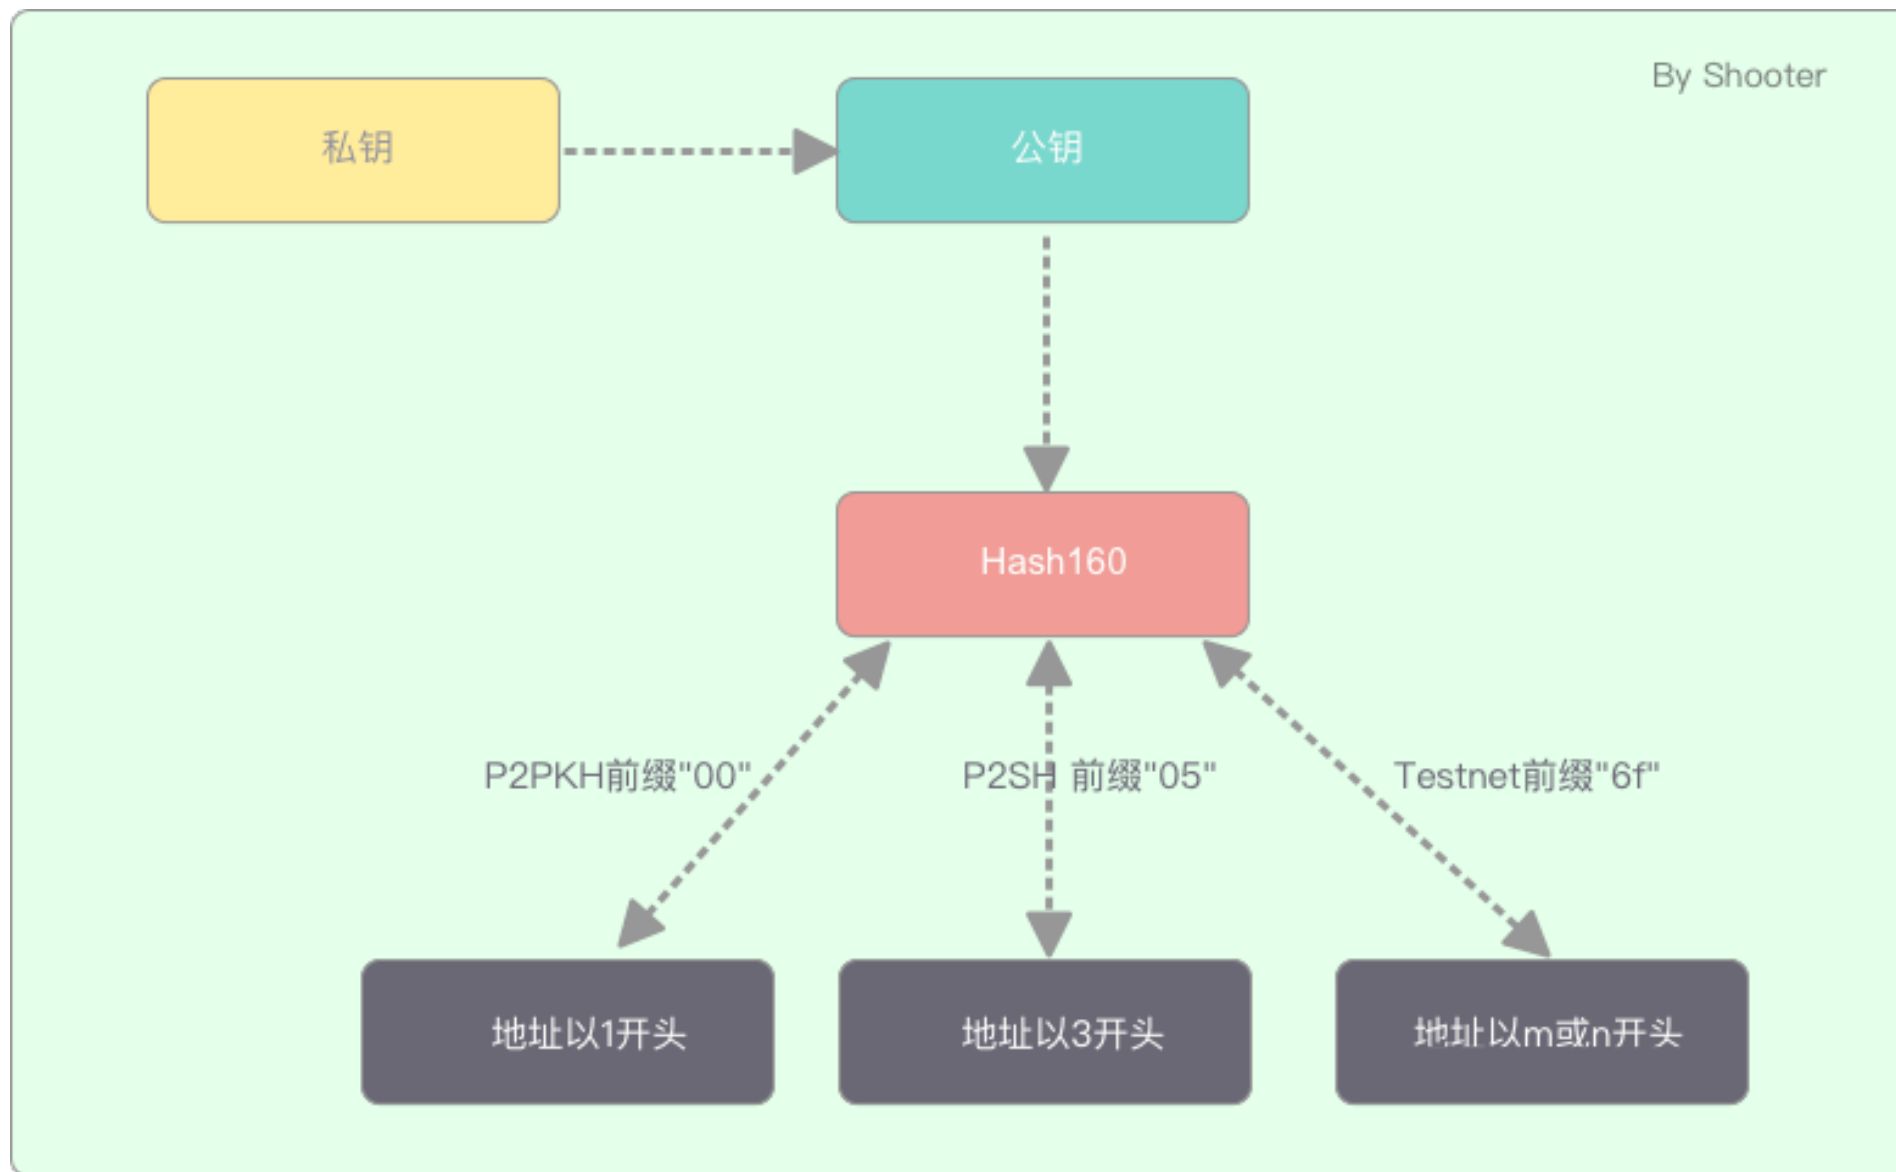 By Shooter
私钥
公钥
Hash160
P2PKH前缀"00"
P2SH 前缀"05"
Testnet前缀"6f"
地址以1开头
地址以3开头
地址以m或n开头